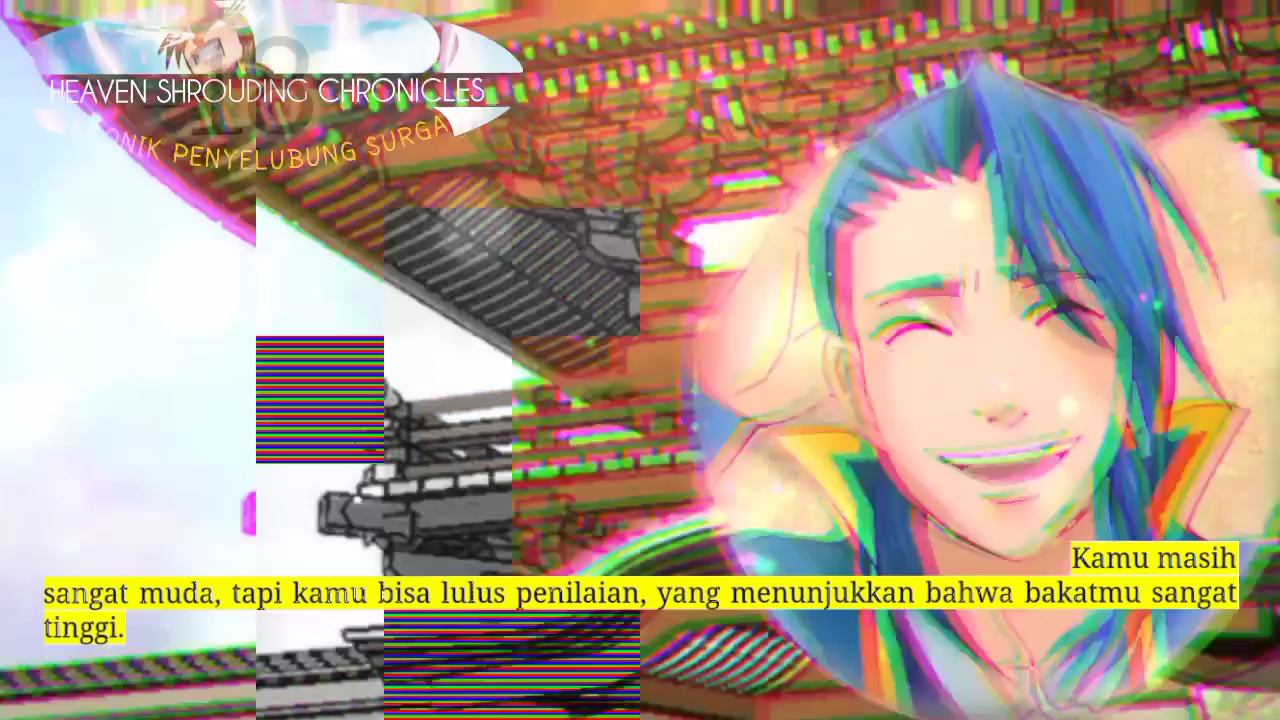 HEAVEN SHROUDING CHRONICLES
PENYELUBUNG SURGA
Kamu masih
sangat muda, tapi kamu bisa lulus penilaian, yang menunjukkan bahwa bakatmu sangat
tinggi.